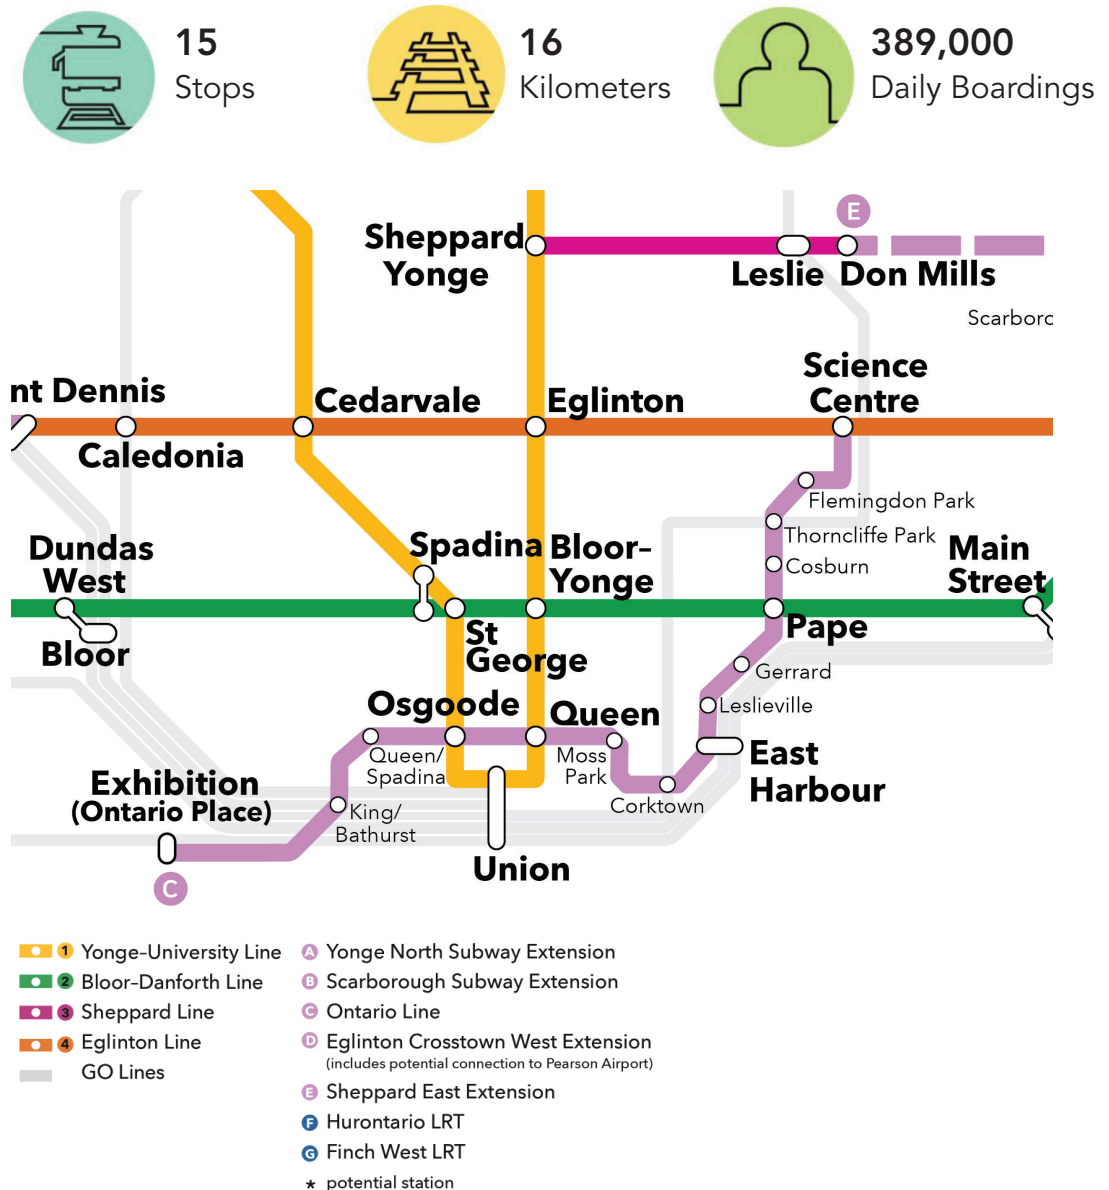 15
Stops
16
Kilometers
389,000
Daily Boardings
E
Sheppard
Yonge
Leslie
Don Mills
Scarborc
Science
Centre
nt Dennis
Cedarvale
Eglinton
Caledonia
Flemingdon Park
Thorncliffe Park
Cosburn
Dundas
West
Spadina
Bloor–
Yonge
Main
Street
Bloor
St
George
Pape
Gerrard
Leslieville
Osgoode
Queen
Queen/
Spadina
Moss
Park
East
Harbour
Exhibition
(Ontario Place)
King/
Bathurst
Corktown
Union
C
1 Yonge–University Line
2 Bloor–Danforth Line
3 Sheppard Line
4 Eglinton Line
GO Lines
A Yonge North Subway Extension
B Scarborough Subway Extension
C Ontario Line
D Eglinton Crosstown West Extension
(includes potential connection to Pearson Airport)
E Sheppard East Extension
F Hurontario LRT
G Finch West LRT
* potential station